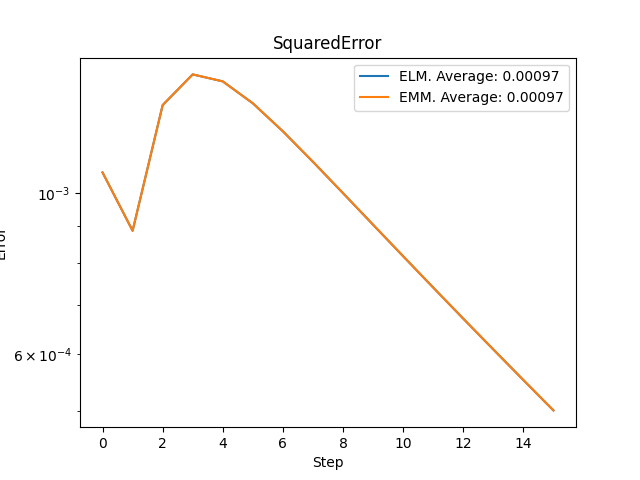 SquaredError
ELM. Average: 0.00097
EMM. Average: 0.00097
10⁻³
6 × 10⁻⁴
Error
0 2 4 6 8 10 12 14
Step